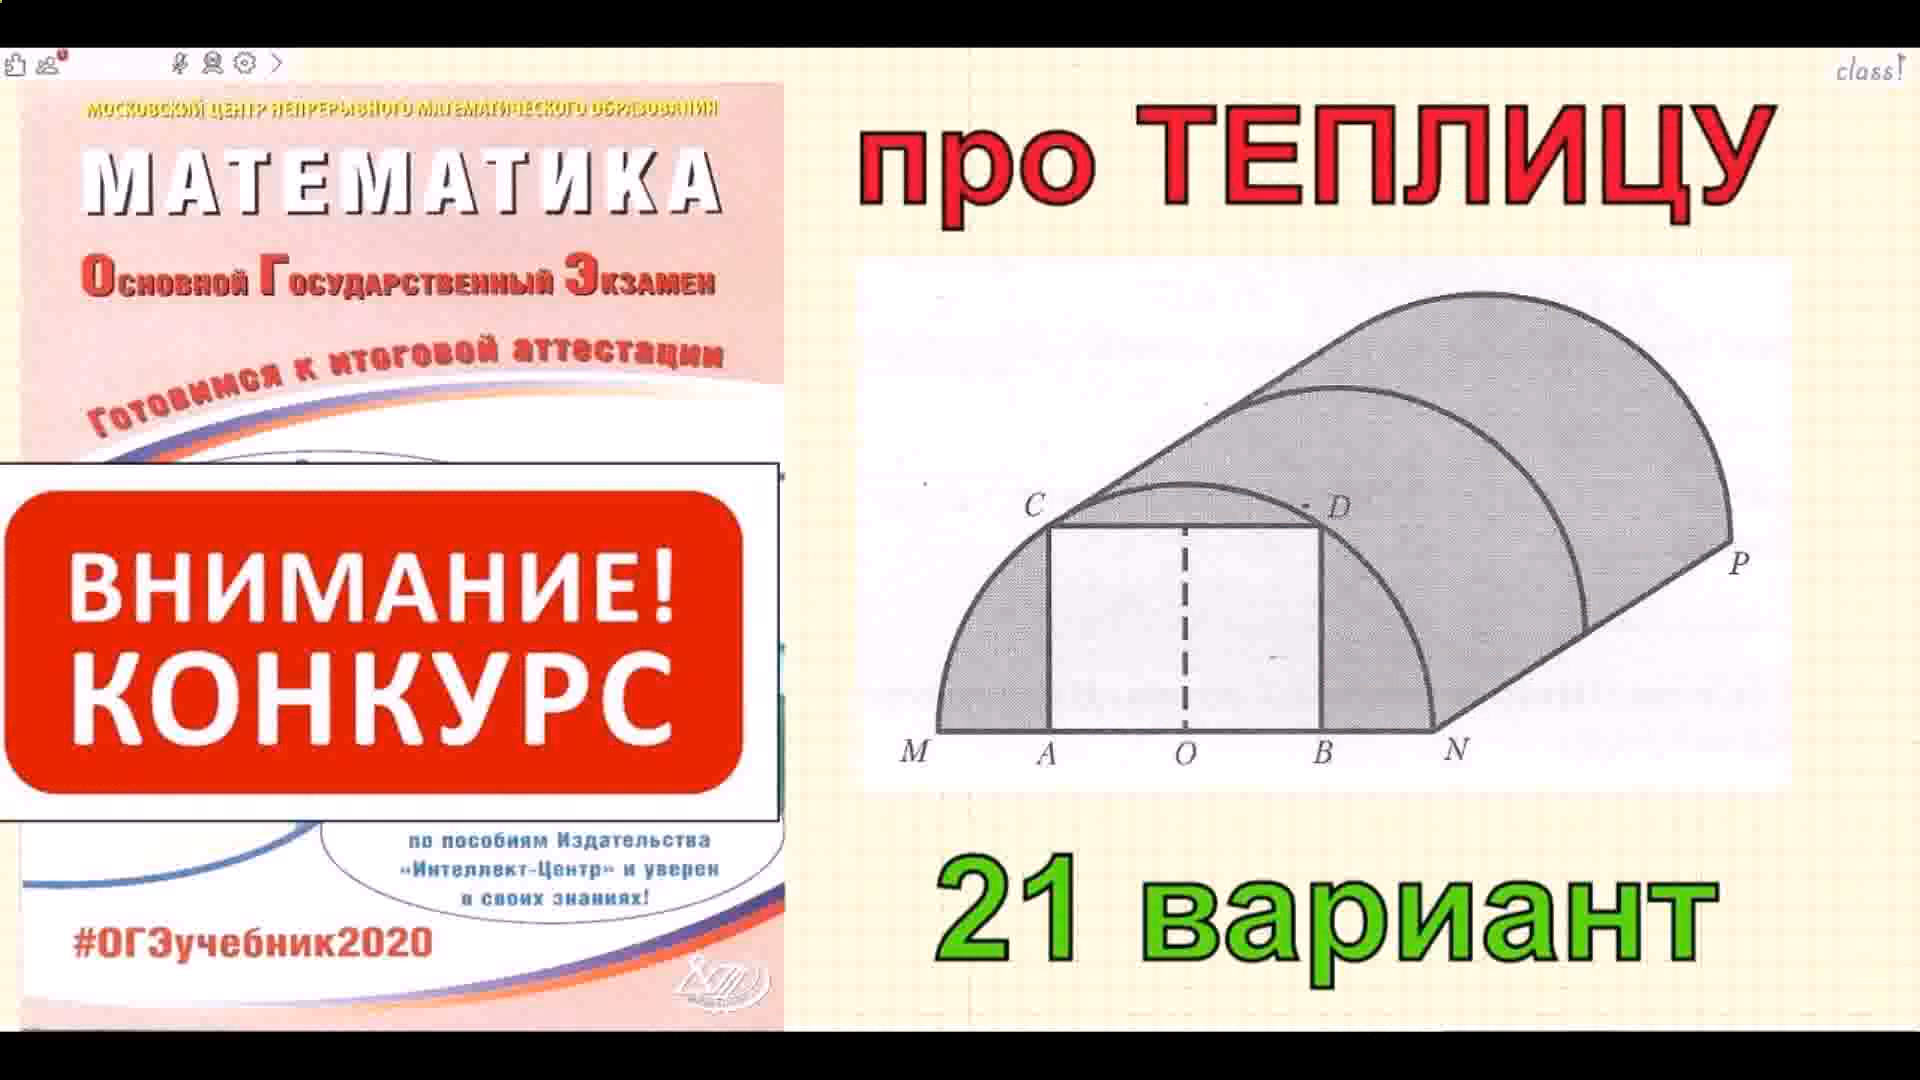 class!
МОСКОВСКИЙ ЦЕНТР НЕПРЕРЫВНОГО МАТЕМАТИЧЕСКОГО ОБРАЗОВАНИЯ
МАТЕМАТИКА
Основной Государственный Экзамен
Готовимся к итоговой аттестации
ВНИМАНИЕ!
КОНКУРС
по пособиям Издательства
«Интеллект-Центр» и уверен
в своих знаниях!
#ОГЭучебник2020
про ТЕПЛИЦУ
C
D
P
M
A
O
B
N
21 вариант